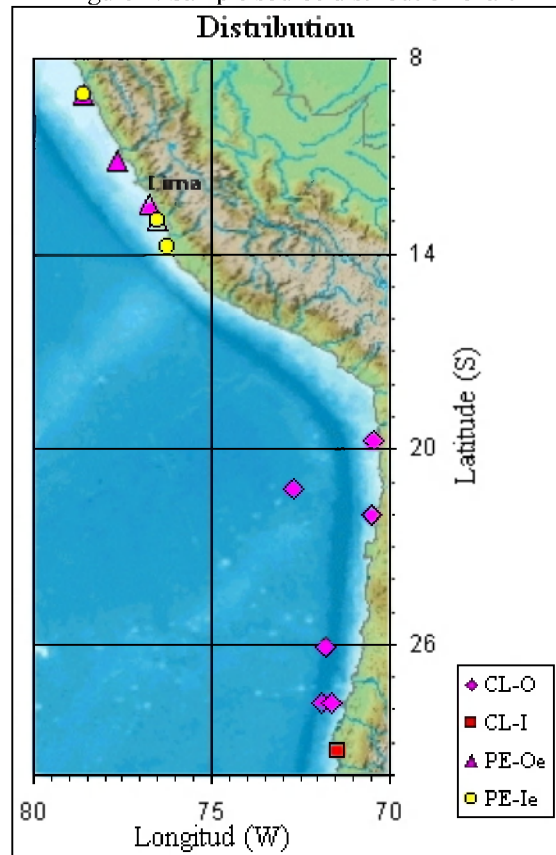 Distribution
8
Lima
14
Latitude (S)
20
26
CL-O
CL-I
PE-Oe
PE-Ie
80
75
70
Longitud (W)